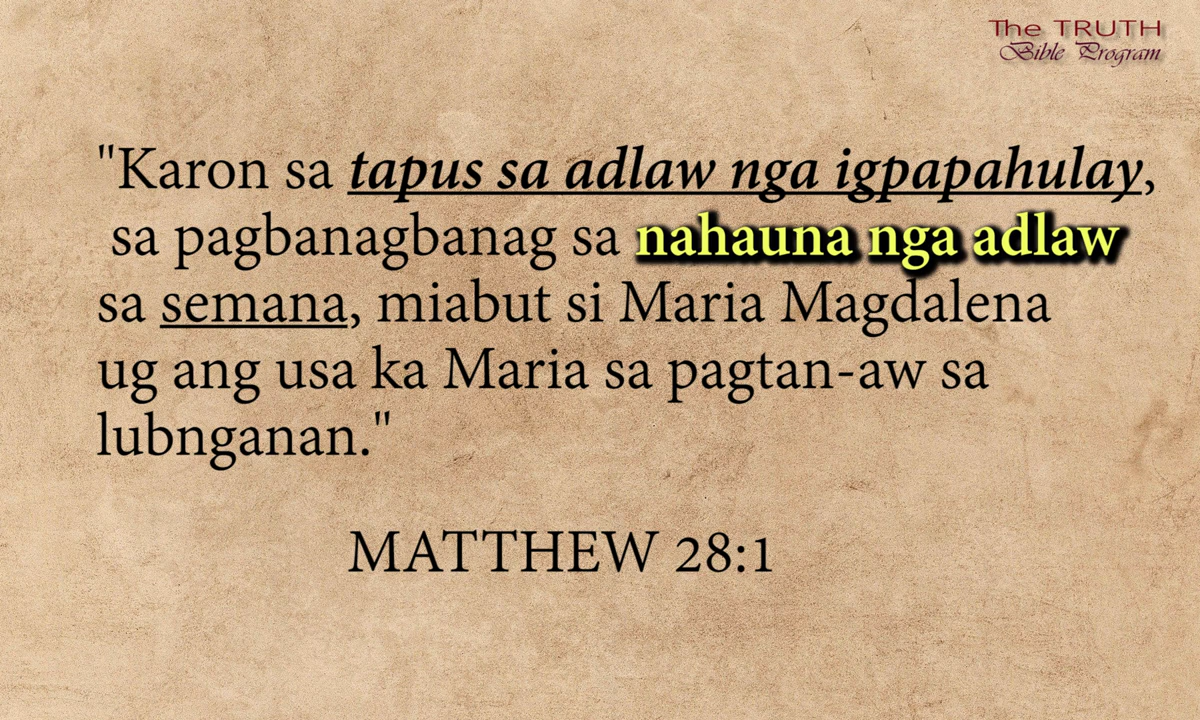 The TRUTH
Bible Program
"Karon sa tapus sa adlaw nga igpapahulay,
sa pagbanagbanag sa nahauna nga adlaw
sa semana, miabut si Maria Magdalena
ug ang usa ka Maria sa pagtan-aw sa
lubnganan."
MATTHEW 28:1